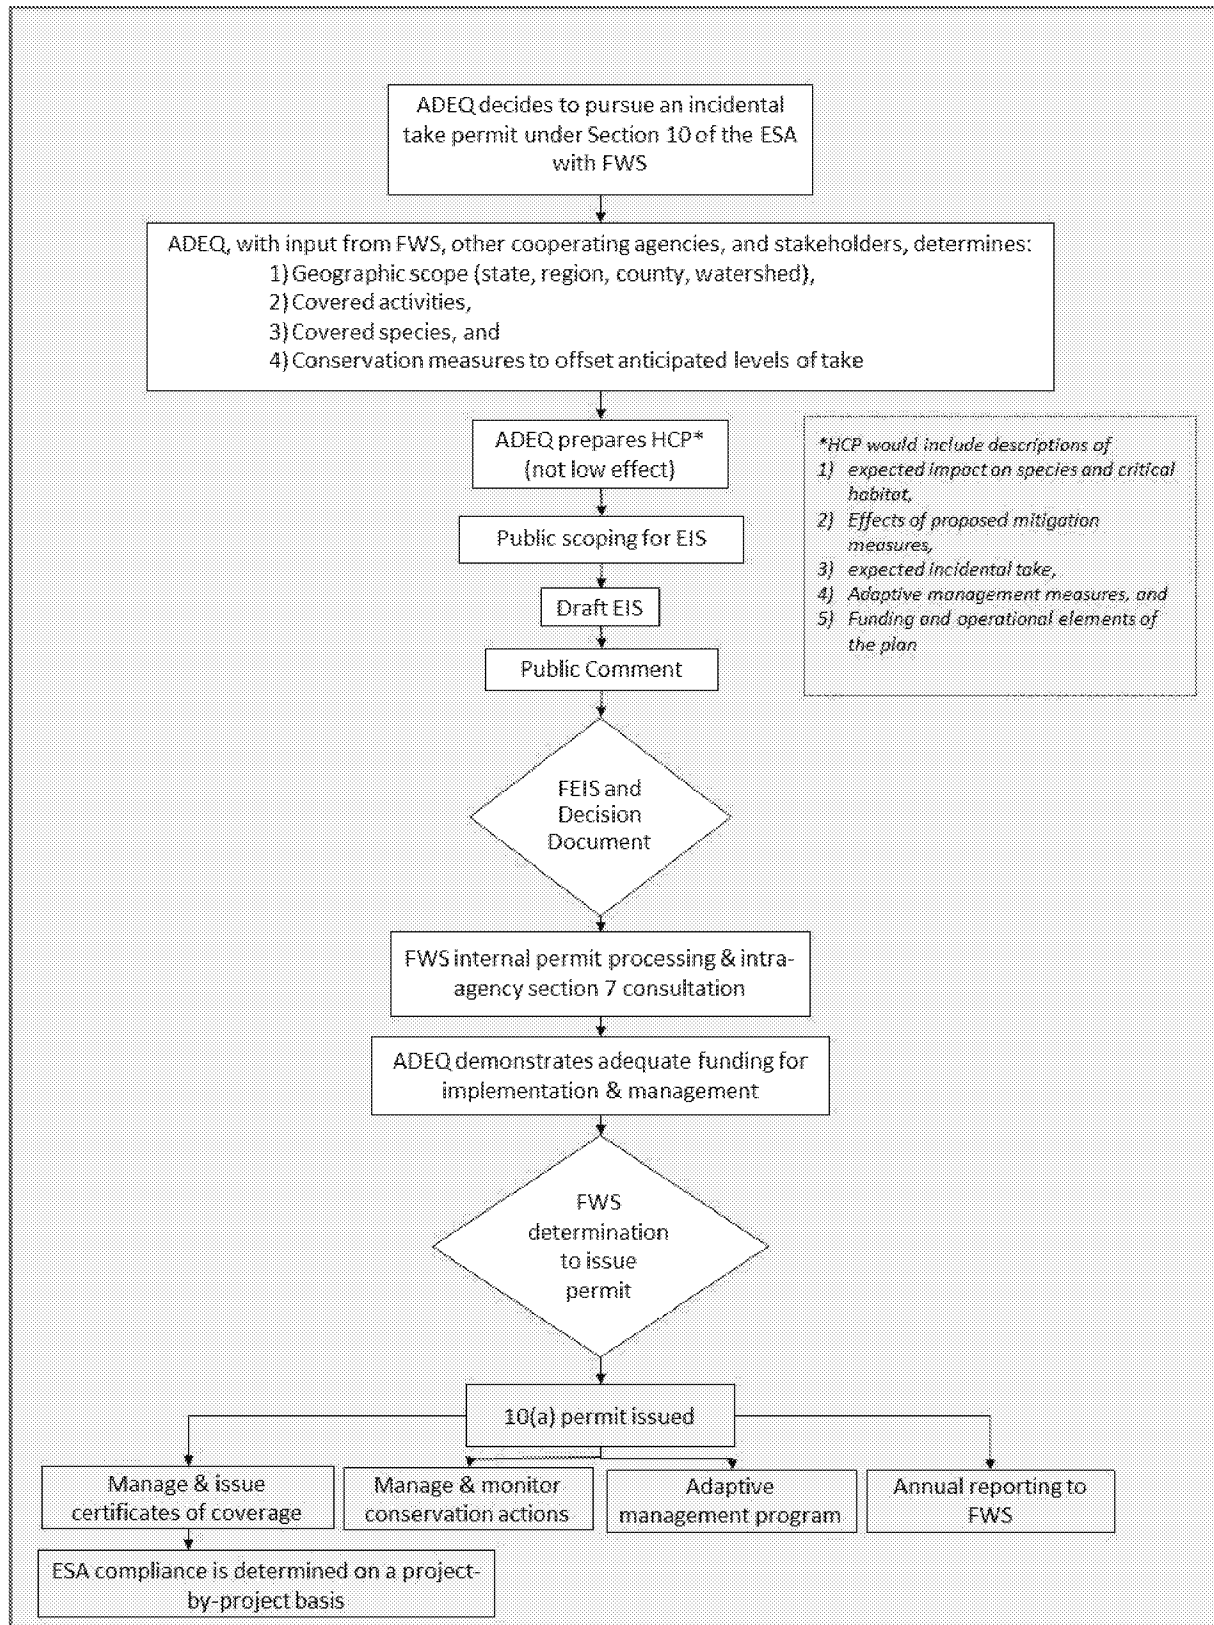 ADEQ decides to pursue an incidental
take permit under Section 10 of the ESA
with FWS
ADEQ, with input from FWS, other cooperating agencies, and stakeholders, determines:
1) Geographic scope (state, region, county, watershed),
2) Covered activities,
3) Covered species, and
4) Conservation measures to offset anticipated levels of take
ADEQ prepares HCP*
(not low effect)
*HCP would include descriptions of
1) expected impact on species and critical
habitat,
2) Effects of proposed mitigation
measures,
3) expected incidental take,
4) Adaptive management measures, and
5) Funding and operational elements of
the plan
Public scoping for EIS
Draft EIS
Public Comment
FEIS and
Decision
Document
FWS internal permit processing & intra-
agency section 7 consultation
ADEQ demonstrates adequate funding for
implementation & management
FWS
determination
to issue
permit
10(a) permit issued
Manage & issue
certificates of coverage
Manage & monitor
conservation actions
Adaptive
management program
Annual reporting to
FWS
ESA compliance is determined on a project-
by-project basis